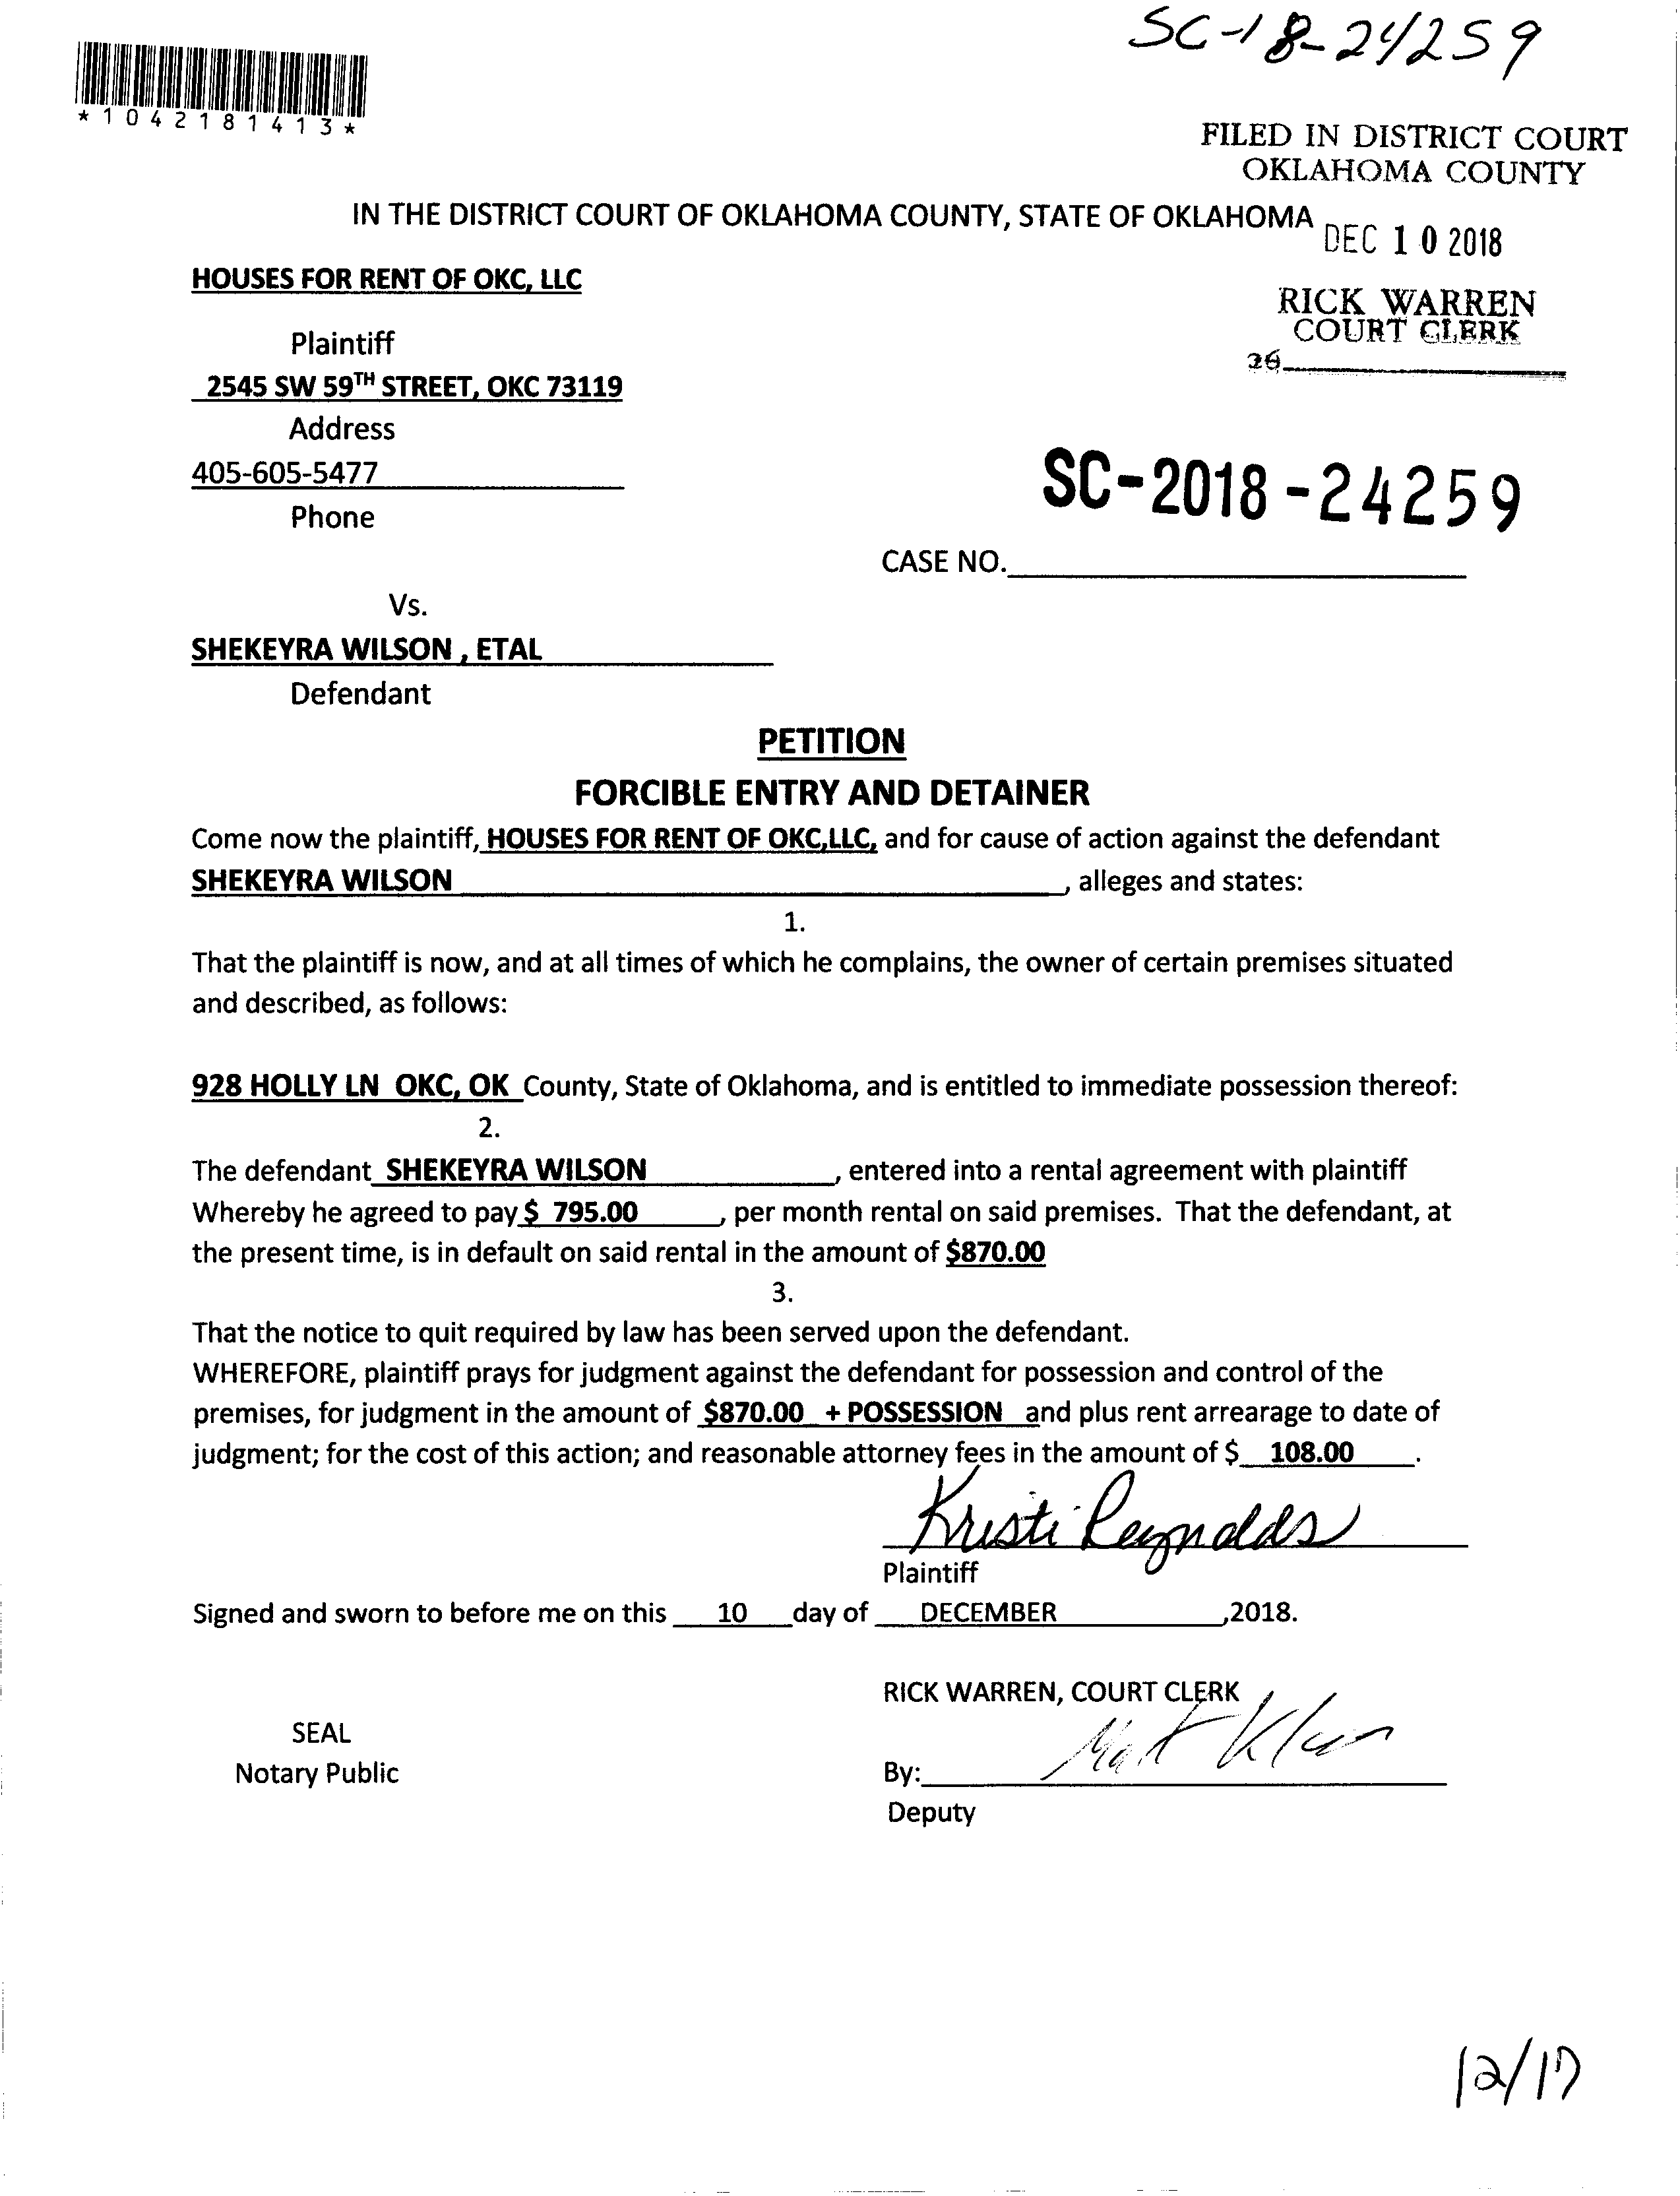 SC-18-24259
*1042181413*
FILED IN DISTRICT COURT
OKLAHOMA COUNTY
IN THE DISTRICT COURT OF OKLAHOMA COUNTY, STATE OF OKLAHOMA
DEC 10 2018
HOUSES FOR RENT OF OKC, LLC
RICK WARREN
COURT CLERK
Plaintiff
2545 SW 59TH STREET, OKC 73119
Address
405-605-5477
SC-2018-24259
Phone
CASE NO.
Vs.
SHEKEYRA WILSON , ETAL
Defendant
PETITION
FORCIBLE ENTRY AND DETAINER
Come now the plaintiff, HOUSES FOR RENT OF OKC,LLC, and for cause of action against the defendant
SHEKEYRA WILSON , alleges and states:
1.
That the plaintiff is now, and at all times of which he complains, the owner of certain premises situated
and described, as follows:
928 HOLLY LN OKC, OK County, State of Oklahoma, and is entitled to immediate possession thereof:
2.
The defendant SHEKEYRA WILSON , entered into a rental agreement with plaintiff
Whereby he agreed to pay $ 795.00 , per month rental on said premises. That the defendant, at
the present time, is in default on said rental in the amount of $870.00
3.
That the notice to quit required by law has been served upon the defendant.
WHEREFORE, plaintiff prays for judgment against the defendant for possession and control of the
premises, for judgment in the amount of $870.00 + POSSESSION and plus rent arrearage to date of
judgment; for the cost of this action; and reasonable attorney fees in the amount of $ 108.00 .
Kristi Reynolds
Plaintiff
Signed and sworn to before me on this 10 day of DECEMBER ,2018.
RICK WARREN, COURT CLERK
SEAL
Notary Public
By:
Deputy
12/17